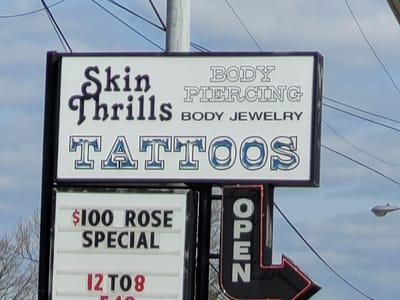 Skin Thrills
BODY PIERCING
BODY JEWELRY
TATTOOS
$100 ROSE
SPECIAL
12 TO 8
OPEN